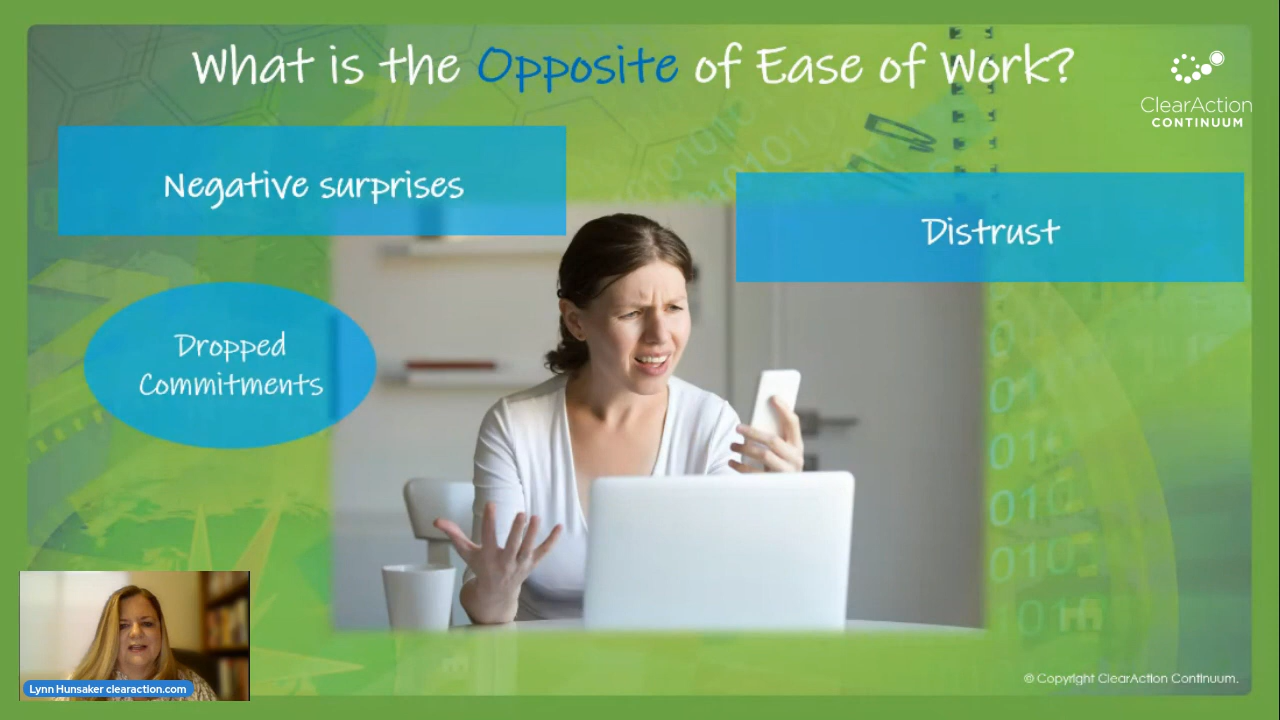 What is the Opposite of Ease of Work?
ClearAction
CONTINUUM
Negative surprises
Distrust
Dropped
Commitments
Lynn Hunsaker clearaction.com
© Copyright ClearAction Continuum.